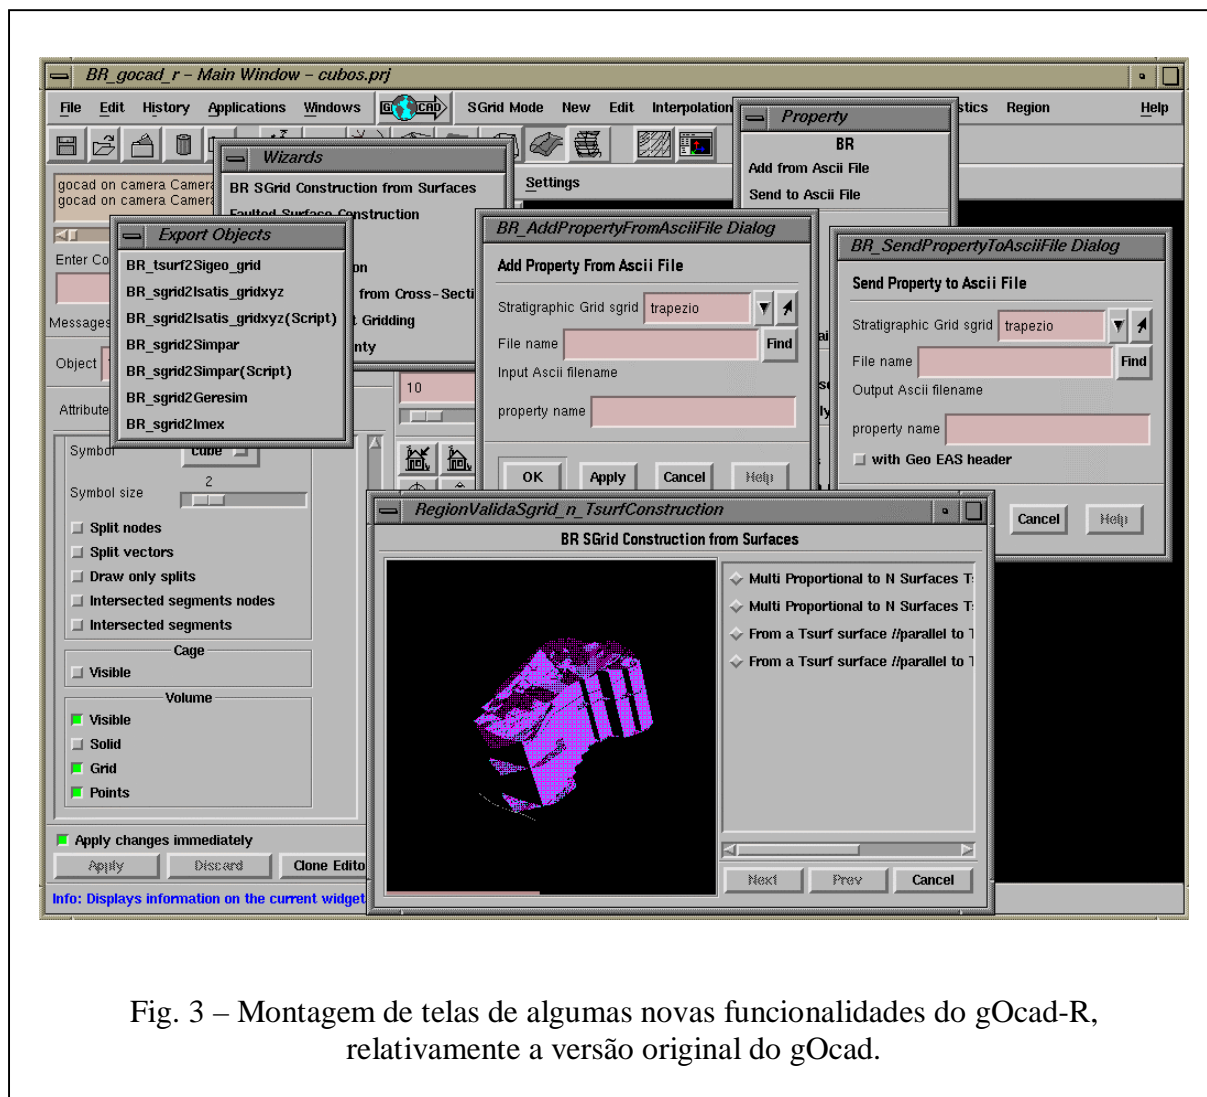 BR_gocad_r – Main Window – cubos.prj
File Edit History Applications Windows GOCAD SGrid Mode New Edit Interpolation stics Region Help
Property
BR
Add from Ascii File
Send to Ascii File
Wizards
BR SGrid Construction from Surfaces
Faulted Surface Construction
on
from Cross-Secti
t Gridding
nty
Settings
gocad on camera Camera
gocad on camera Camera
Enter Co
Messages
Object
Attribute
Export Objects
BR_tsurf2Sigeo_grid
BR_sgrid2Isatis_gridxyz
BR_sgrid2Isatis_gridxyz(Script)
BR_sgrid2Simpar
BR_sgrid2Simpar(Script)
BR_sgrid2Geresim
BR_sgrid2Imex
BR_AddPropertyFromAsciiFile Dialog
Add Property From Ascii File
Stratigraphic Grid sgrid trapezio
File name Find
Input Ascii filename
property name
OK Apply Cancel Help
BR_SendPropertyToAsciiFile Dialog
Send Property to Ascii File
Stratigraphic Grid sgrid trapezio
File name Find
Output Ascii filename
property name
with Geo EAS header
Cancel Help
10
Symbol cube
Symbol size 2
Split nodes
Split vectors
Draw only splits
Intersected segments nodes
Intersected segments
Cage
Visible
Volume
Visible
Solid
Grid
Points
Apply changes immediately
Apply Discard Clone Edito
Info: Displays information on the current widget
RegionValidaSgrid_n_TsurfConstruction
BR SGrid Construction from Surfaces
Multi Proportional to N Surfaces Ts
Multi Proportional to N Surfaces T
From a Tsurf surface //parallel to T
From a Tsurf surface //parallel to T
Next Prev Cancel
Fig. 3 – Montagem de telas de algumas novas funcionalidades do gOcad-R,
relativamente a versão original do gOcad.